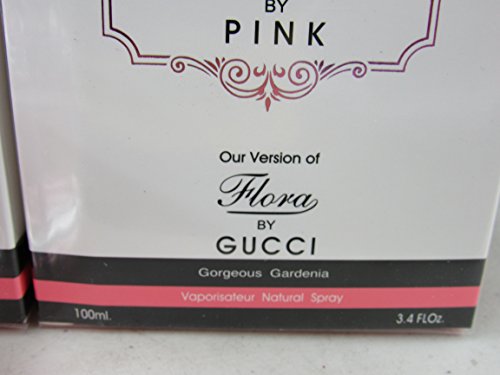 BY
PINK
Our Version of
Flora
BY
GUCCI
Gorgeous Gardenia
Vaporisateur Natural Spray
100ml.
3.4 FLOz.